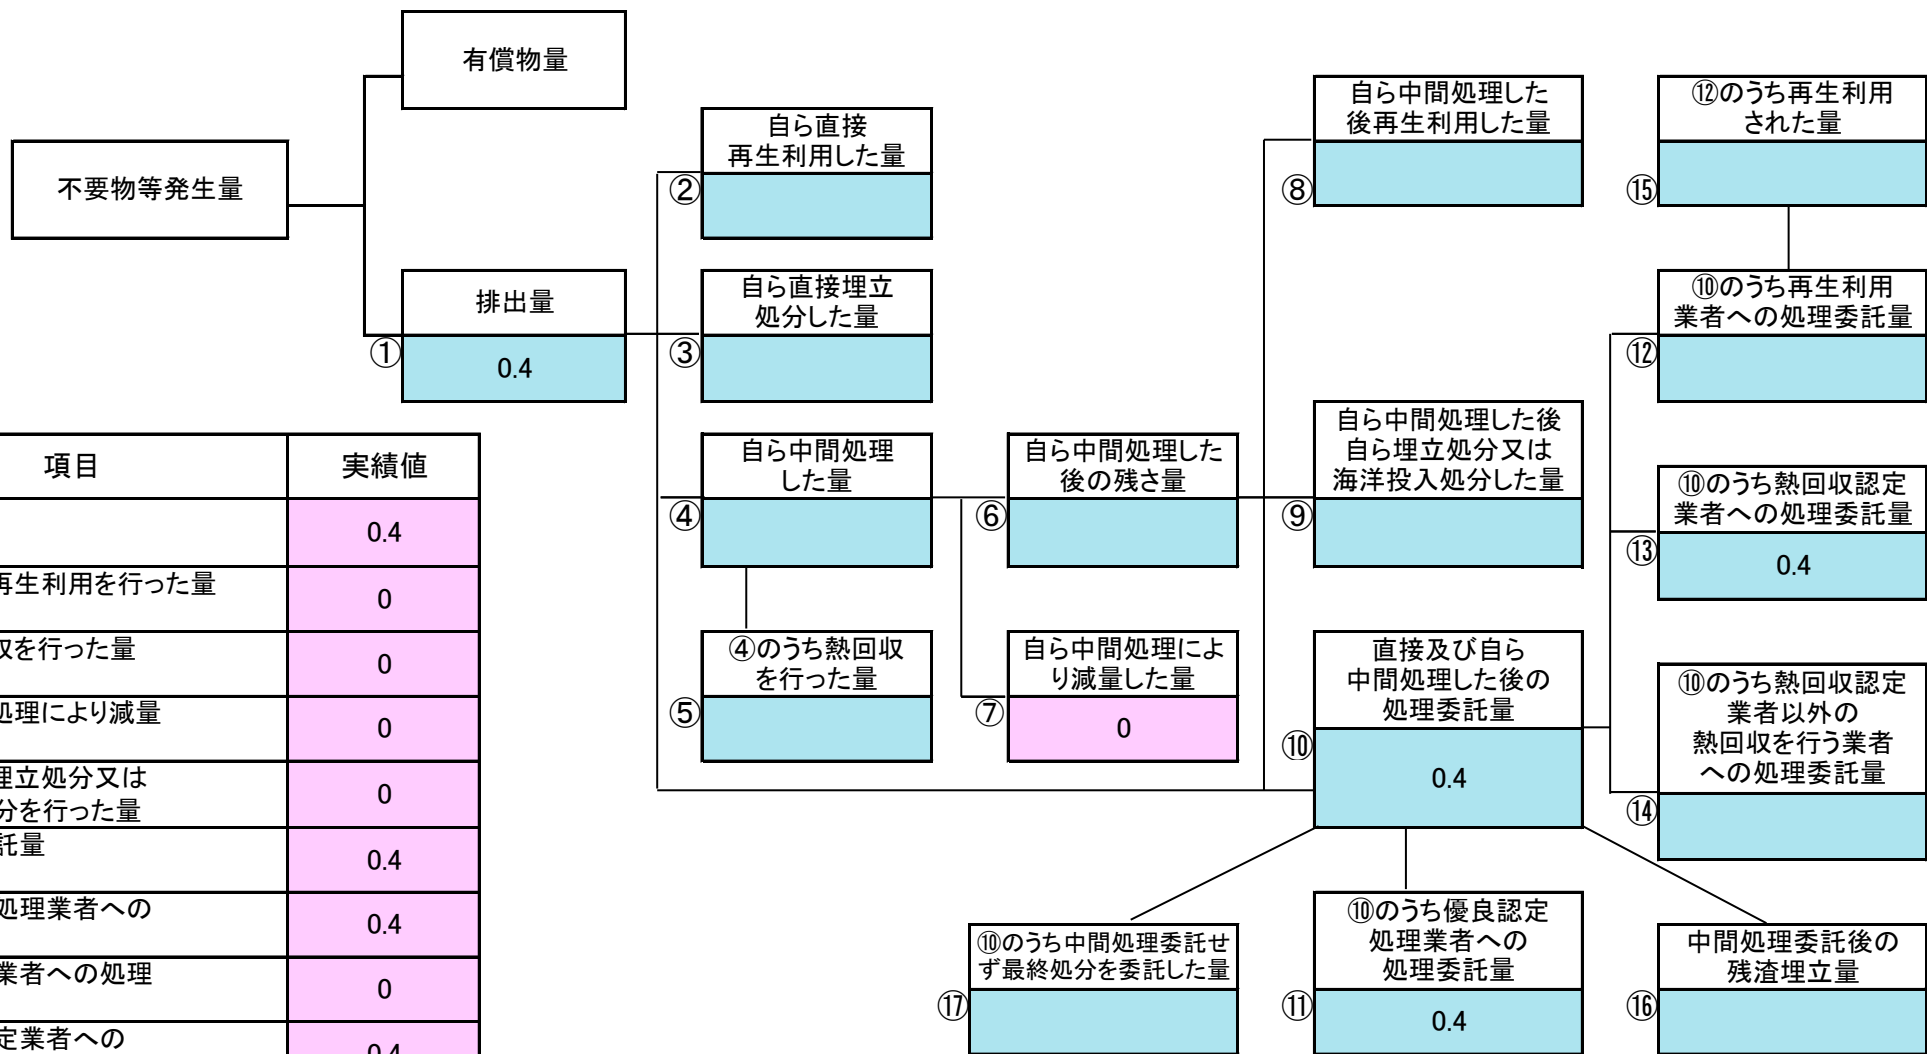 有償物量
不要物等発生量
排出量
①
0.4
自ら直接
再生利用した量
②
自ら直接埋立
処分した量
③
自ら中間処理
した量
④
④のうち熱回収
を行った量
⑤
自ら中間処理した
後の残さ量
⑥
自ら中間処理によ
り減量した量
⑦
0
自ら中間処理した
後再生利用した量
⑧
自ら中間処理した後
自ら埋立処分又は
海洋投入処分した量
⑨
直接及び自ら
中間処理した後の
処理委託量
⑩
0.4
⑫のうち再生利用
された量
⑮
⑩のうち再生利用
業者への処理委託量
⑫
⑩のうち熱回収認定
業者への処理委託量
⑬
0.4
⑩のうち熱回収認定
業者以外の
熱回収を行う業者
への処理委託量
⑭
⑩のうち中間処理委託せ
ず最終処分を委託した量
⑰
⑩のうち優良認定
処理業者への
処理委託量
⑪
0.4
中間処理委託後の
残渣埋立量
⑯
項目
実績値
0.4
再生利用を行った量
0
を行った量
0
処理により減量
0
埋立処分又は
分を行った量
0
託量
0.4
処理業者への
0.4
業者への処理
0
定業者への
0.4